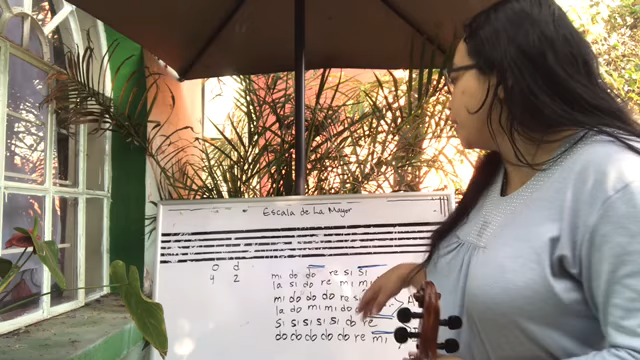 Escala de La Mayor
o d
4 2
mi do do re si si
la si do re mi mi
mi do do do re si
la do mi mi do
si si si si si do re
do do do do do re mi